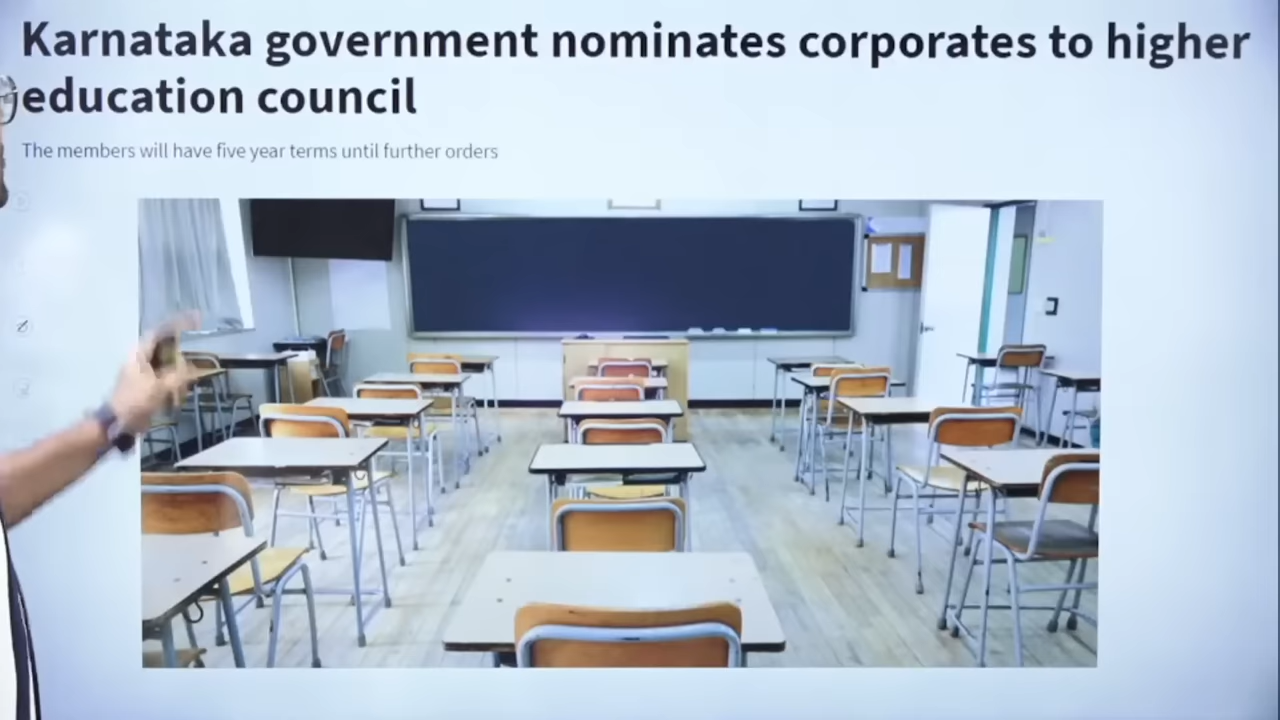 Karnataka government nominates corporates to higher
education council
The members will have five year terms until further orders